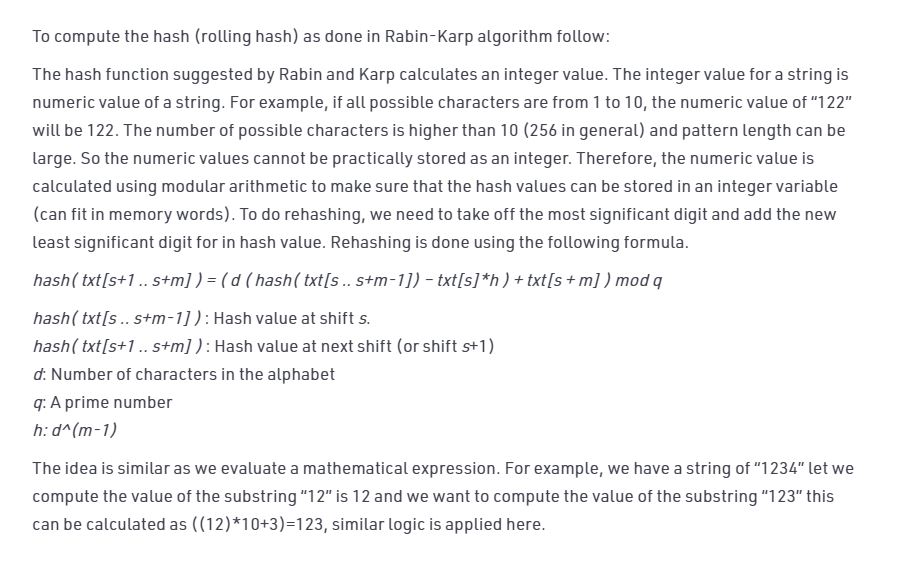 To compute the hash (rolling hash) as done in Rabin-Karp algorithm follow:
The hash function suggested by Rabin and Karp calculates an integer value. The integer value for a string is
numeric value of a string. For example, if all possible characters are from 1 to 10, the numeric value of “122”
will be 122. The number of possible characters is higher than 10 (256 in general) and pattern length can be
large. So the numeric values cannot be practically stored as an integer. Therefore, the numeric value is
calculated using modular arithmetic to make sure that the hash values can be stored in an integer variable
(can fit in memory words). To do rehashing, we need to take off the most significant digit and add the new
least significant digit for in hash value. Rehashing is done using the following formula.
hash( txt[s+1 .. s+m] ) = ( d ( hash( txt[s .. s+m-1]) – txt[s]*h ) + txt[s + m] ) mod q
hash( txt[s .. s+m-1] ) : Hash value at shift s.
hash( txt[s+1 .. s+m] ) : Hash value at next shift (or shift s+1)
d: Number of characters in the alphabet
q: A prime number
h: d^(m-1)
The idea is similar as we evaluate a mathematical expression. For example, we have a string of “1234” let we
compute the value of the substring “12” is 12 and we want to compute the value of the substring “123” this
can be calculated as ((12)*10+3)=123, similar logic is applied here.